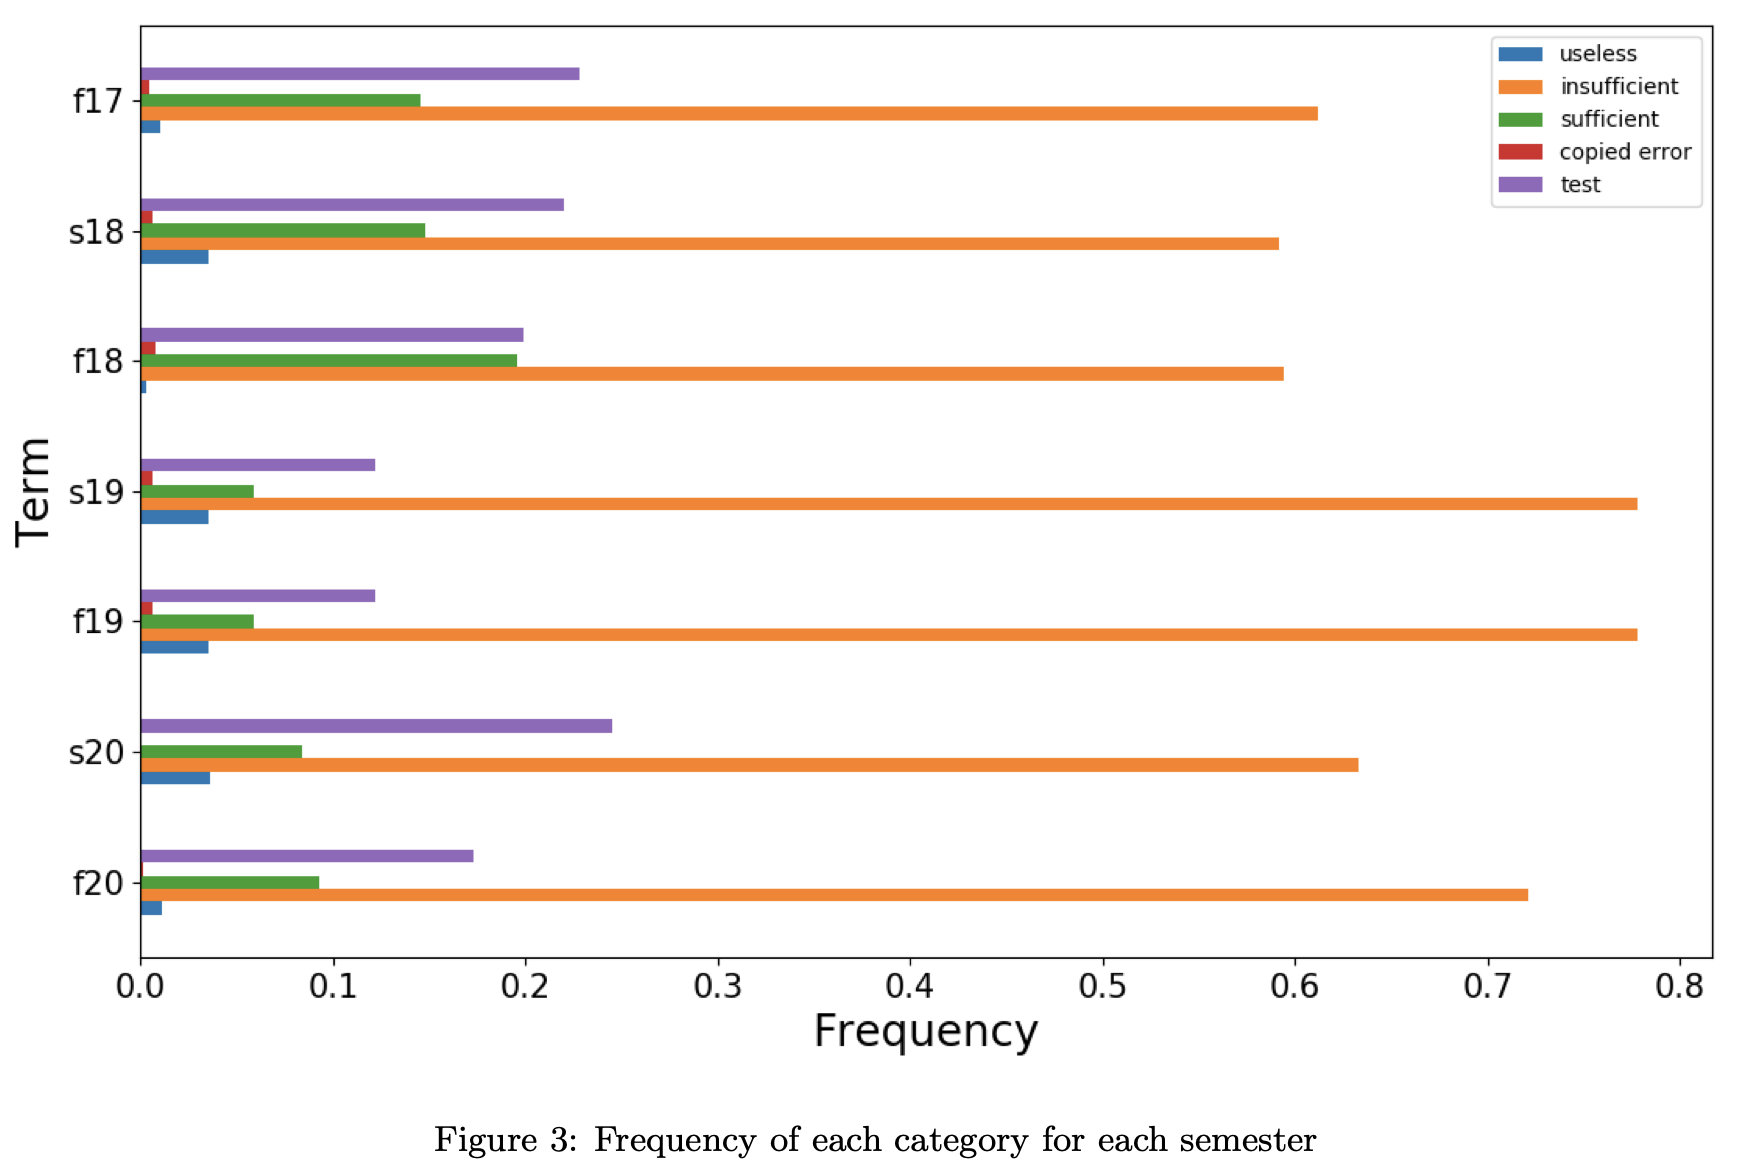 useless
insufficient
sufficient
copied error
test
f17
s18
f18
s19
f19
s20
f20
Term
0.0 0.1 0.2 0.3 0.4 0.5 0.6 0.7 0.8
Frequency
Figure 3: Frequency of each category for each semester